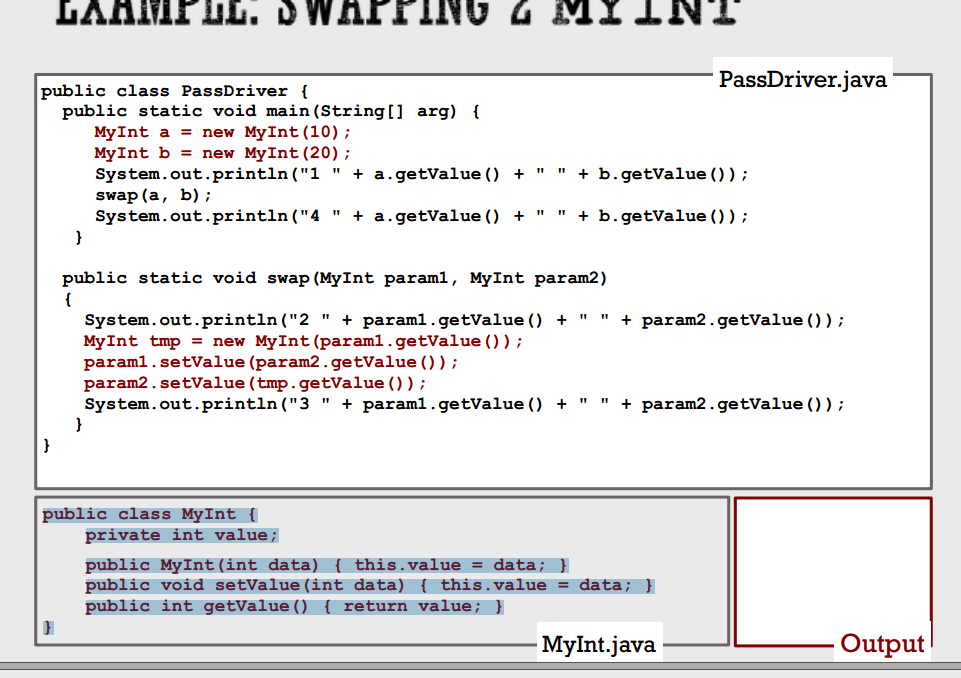 EXAMPLE: SWAPPING 2 MYINT
PassDriver.java
public class PassDriver {
public static void main(String[] arg) {
MyInt a = new MyInt(10);
MyInt b = new MyInt(20);
System.out.println("1 " + a.getValue() + " " + b.getValue());
swap(a, b);
System.out.println("4 " + a.getValue() + " " + b.getValue());
}
public static void swap(MyInt param1, MyInt param2)
{
System.out.println("2 " + param1.getValue() + " " + param2.getValue());
MyInt tmp = new MyInt(param1.getValue());
param1.setValue(param2.getValue());
param2.setValue(tmp.getValue());
System.out.println("3 " + param1.getValue() + " " + param2.getValue());
}
}
public class MyInt {
private int value;
public MyInt(int data) { this.value = data; }
public void setValue(int data) { this.value = data; }
public int getValue() { return value; }
}
MyInt.java
Output